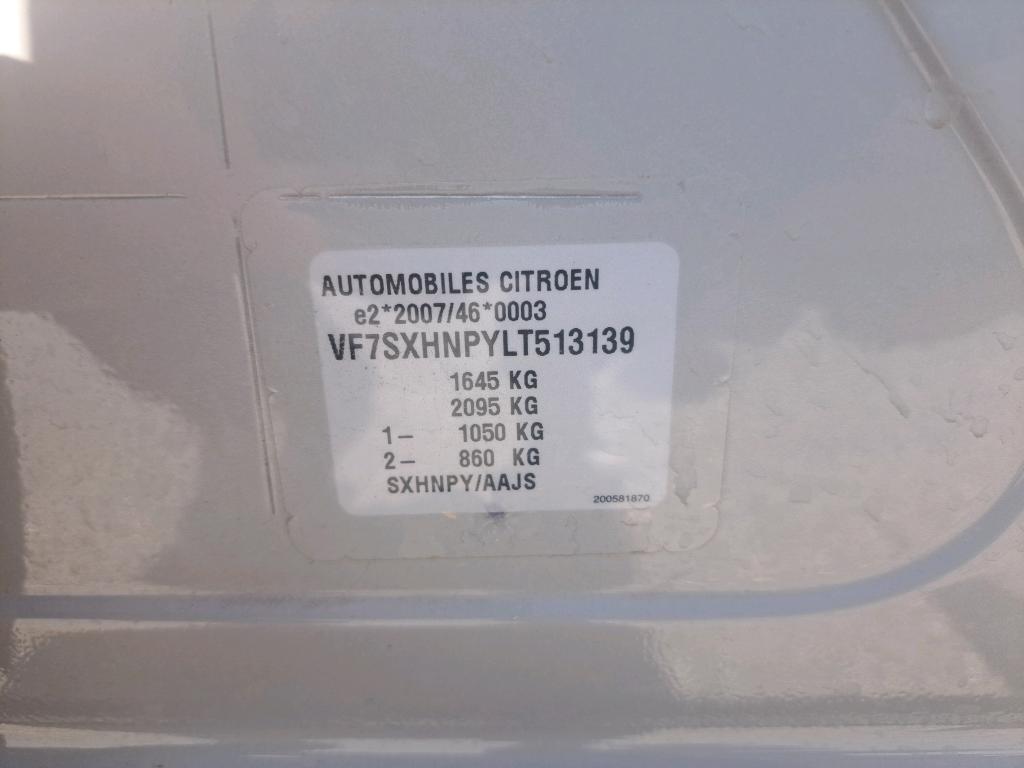 AUTOMOBILES CITROEN
e2*2007/46*0003
VF7SXHNPYLT513139
1645 KG
2095 KG
1- 1050 KG
2- 860 KG
SXHNPY/AAJS
200581870